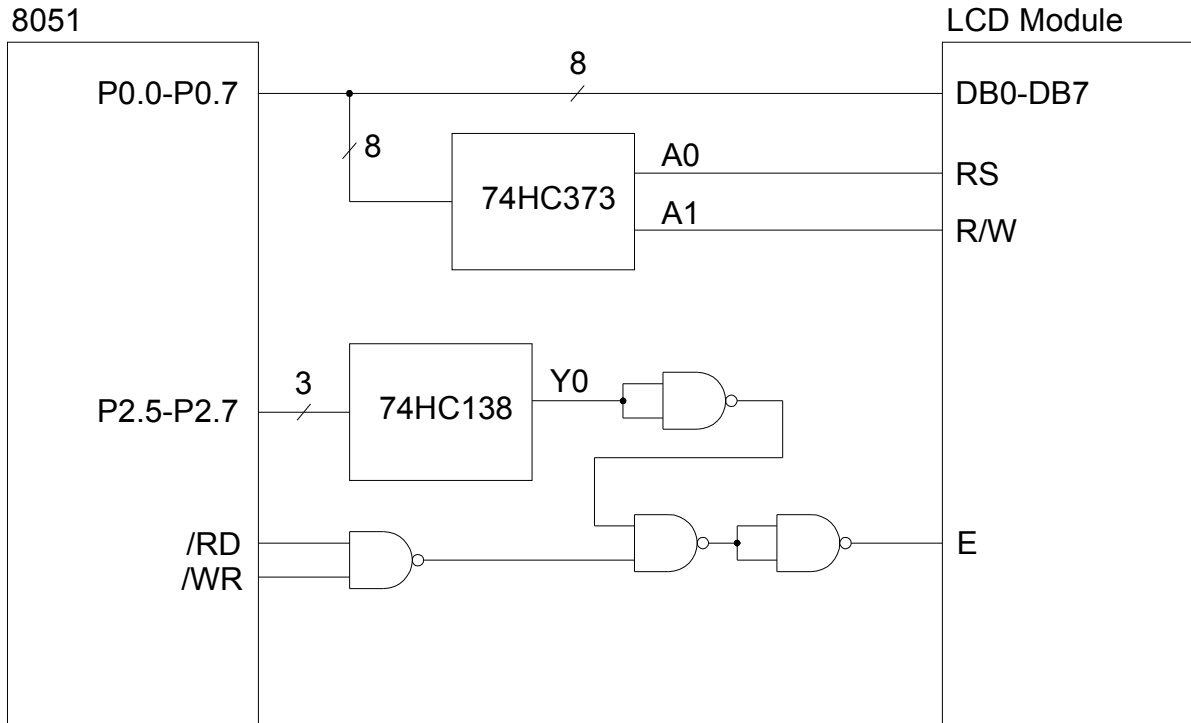 8051
LCD Module
P0.0-P0.7
8
DB0-DB7
8
74HC373
A0
RS
A1
R/W
P2.5-P2.7
3
74HC138
Y0
/RD
/WR
E